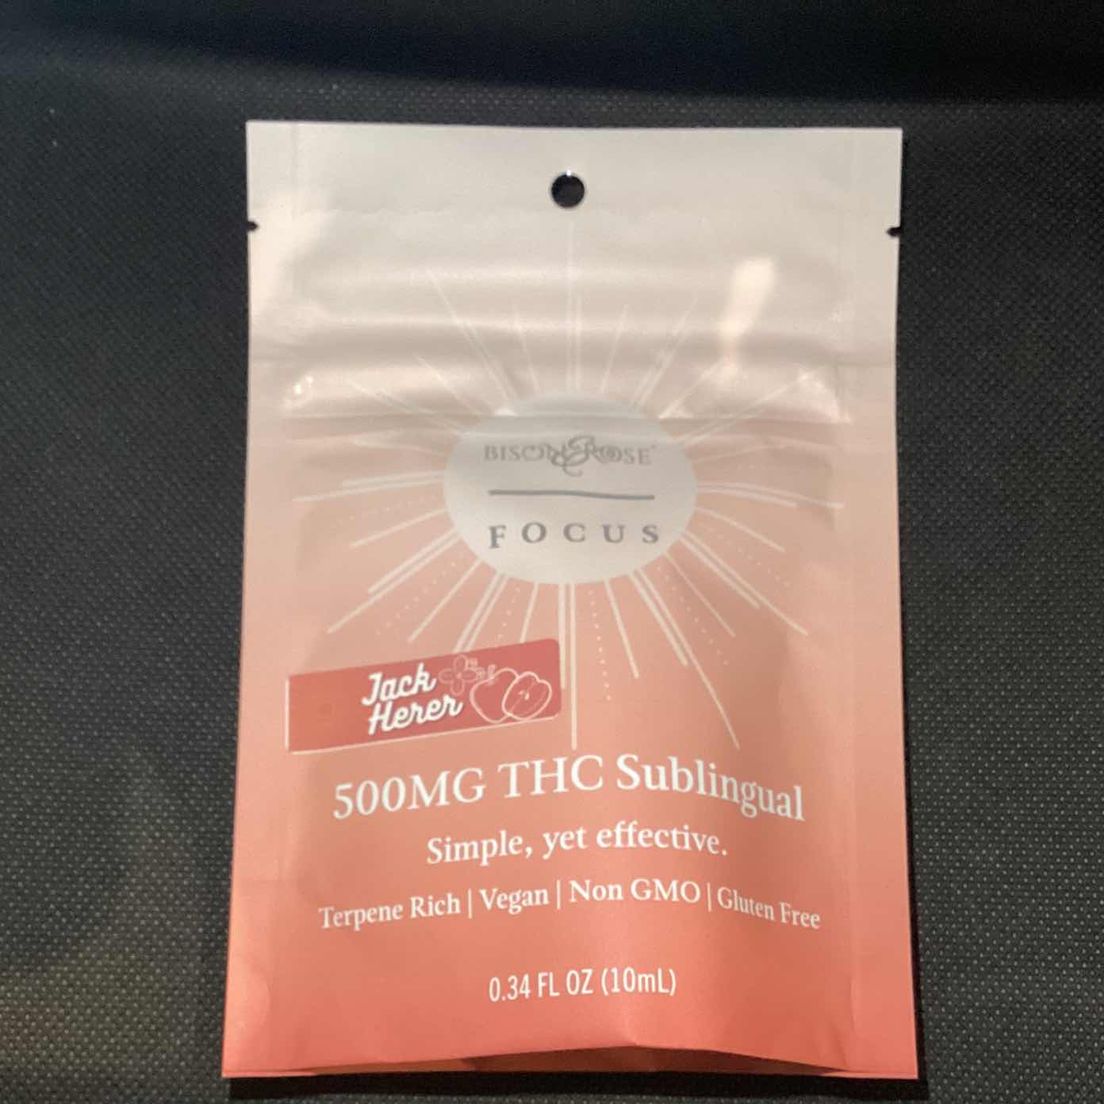 BISON & ROSE
FOCUS
Jack
Herer
500MG THC Sublingual
Simple, yet effective.
Terpene Rich | Vegan | Non GMO | Gluten Free
0.34 FL OZ (10mL)